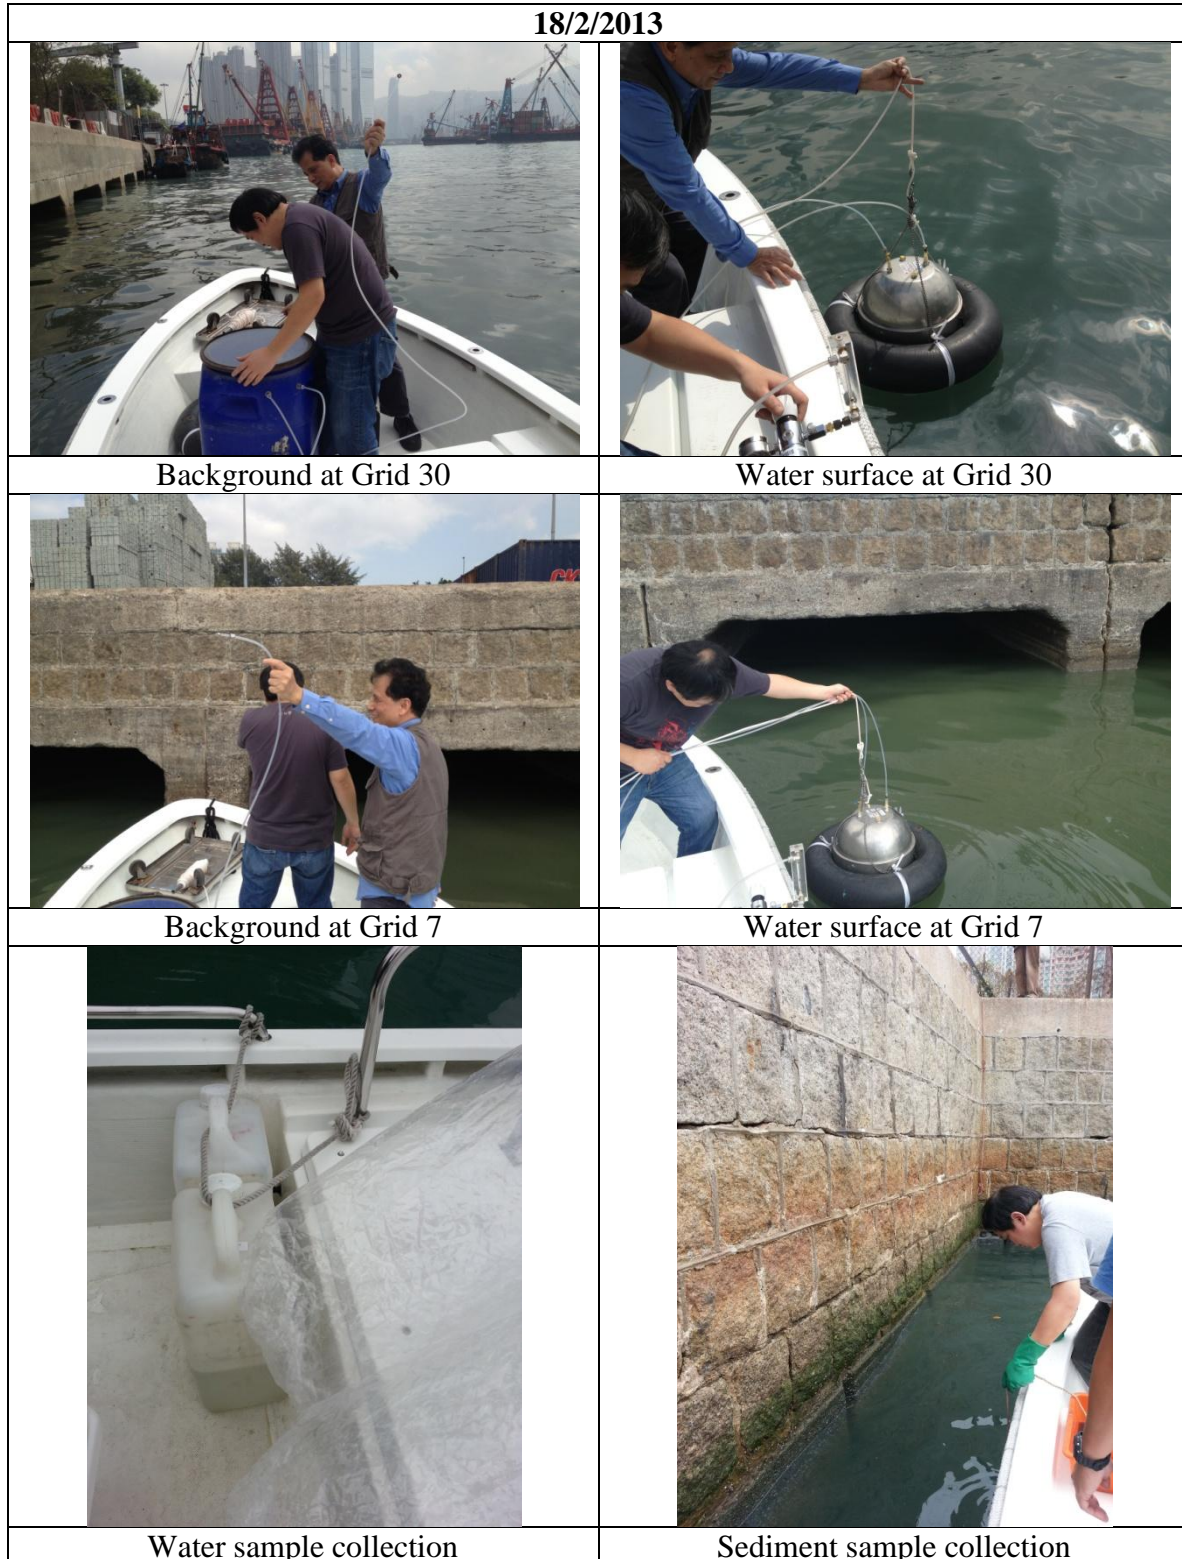 18/2/2013
Background at Grid 30
Water surface at Grid 30
Background at Grid 7
Water surface at Grid 7
Water sample collection
Sediment sample collection